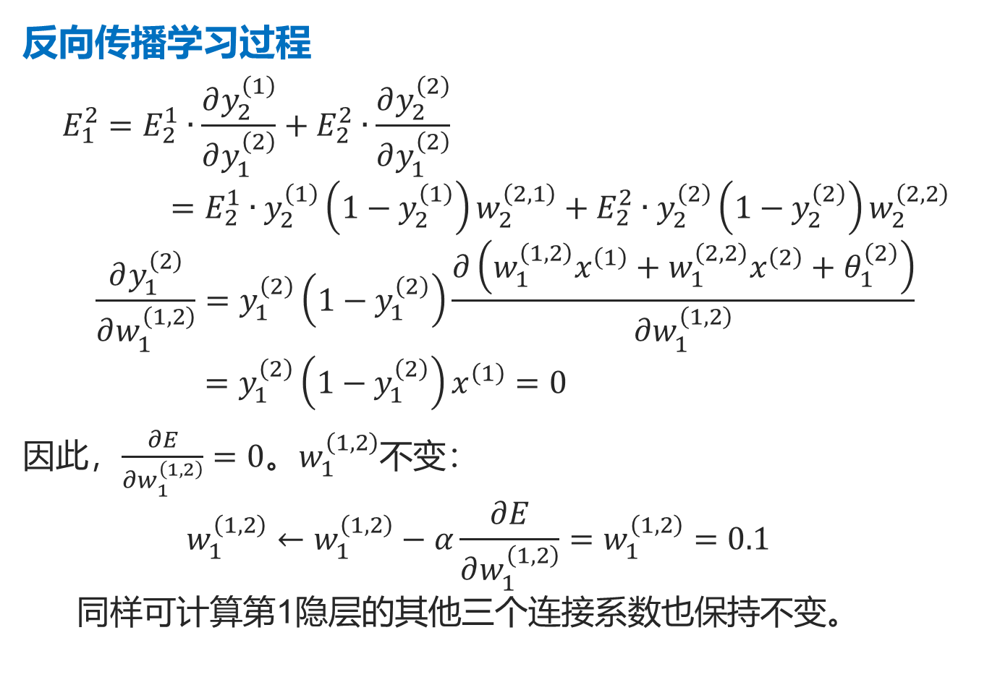 反向传播学习过程
$E_1^2 = E_2^1 \cdot \frac{\partial y_2^{(1)}}{\partial y_1^{(2)}} + E_2^2 \cdot \frac{\partial y_2^{(2)}}{\partial y_1^{(2)}}$
$= E_2^1 \cdot y_2^{(1)} \left(1 - y_2^{(1)}\right) w_2^{(2,1)} + E_2^2 \cdot y_2^{(2)} \left(1 - y_2^{(2)}\right) w_2^{(2,2)}$
$\frac{\partial y_1^{(2)}}{\partial w_1^{(1,2)}} = y_1^{(2)} \left(1 - y_1^{(2)}\right) \frac{\partial \left(w_1^{(1,2)} x^{(1)} + w_1^{(2,2)} x^{(2)} + \theta_1^{(2)}\right)}{\partial w_1^{(1,2)}}$
$= y_1^{(2)} \left(1 - y_1^{(2)}\right) x^{(1)} = 0$
因此，$\frac{\partial E}{\partial w_1^{(1,2)}} = 0$。$w_1^{(1,2)}$不变：
$w_1^{(1,2)} \leftarrow w_1^{(1,2)} - \alpha \frac{\partial E}{\partial w_1^{(1,2)}} = w_1^{(1,2)} = 0.1$
同样可计算第1隐层的其他三个连接系数也保持不变。